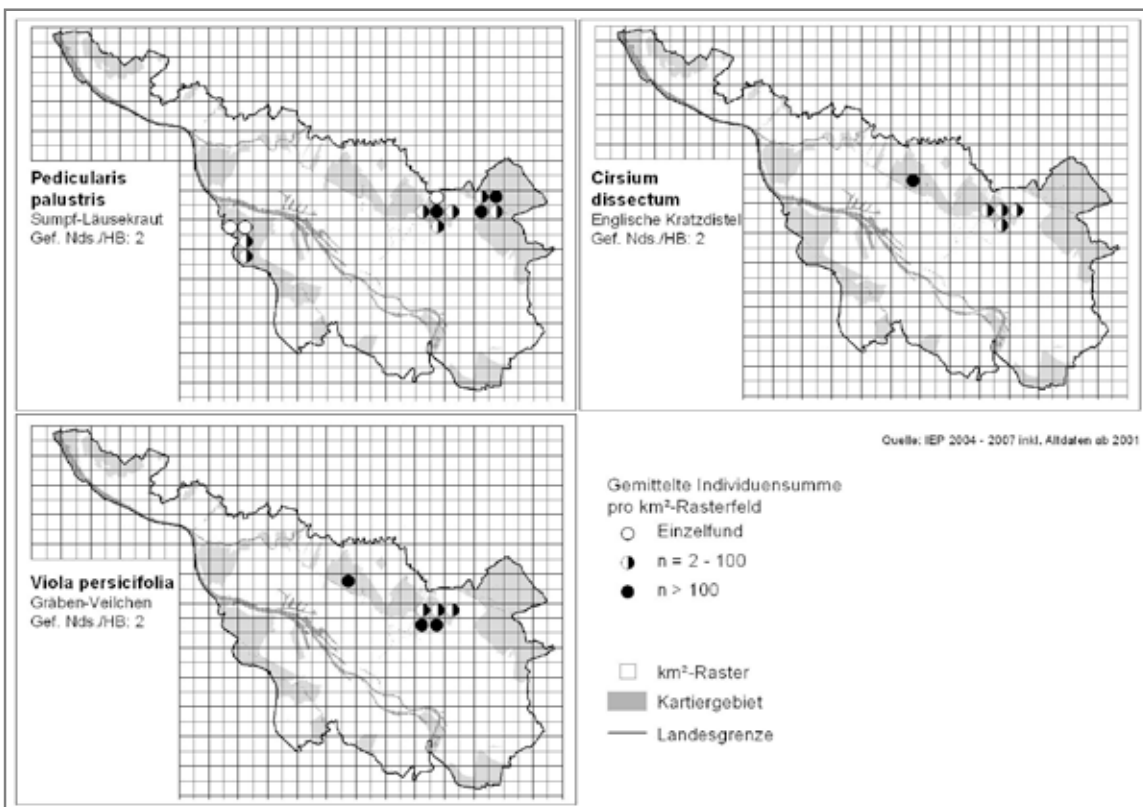 Pedicularis
palustris
Sumpf-Läusekraut
Gef. Nds./HB: 2
Cirsium
dissectum
Englische Kratzdistel
Gef. Nds./HB: 2
Viola persicifolia
Gräben-Veilchen
Gef. Nds./HB: 2
Quelle: IEP 2004 - 2007 inkl. Altdaten ab 2001
Gemittelte Individuensumme
pro km²-Rasterfeld
Einzelfund
n = 2 - 100
n > 100
km²-Raster
Kartiergebiet
Landesgrenze